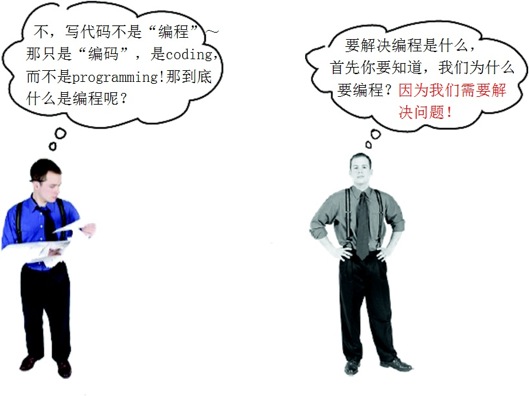 不，写代码不是“编程”～
那只是“编码”，是coding，
而不是programming！那到底
什么是编程呢？
要解决编程是什么，
首先你要知道，我们为什么
要编程？因为我们需要解
决问题！